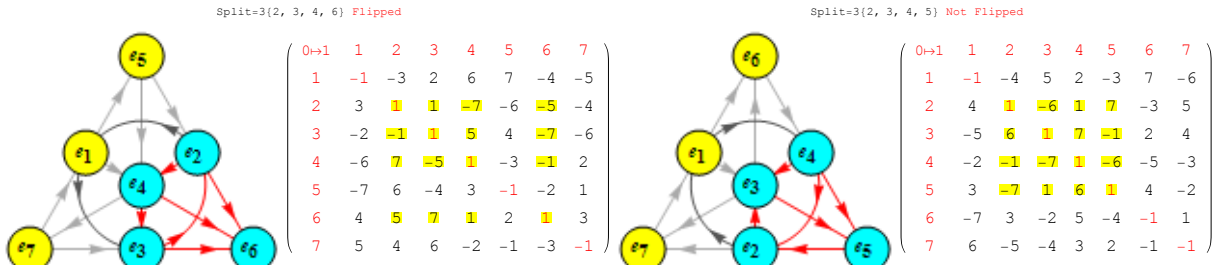 Split=3{2, 3, 4, 6} Flipped
e5
e1
e2
e4
e7
e3
e6
0↦1 1 2 3 4 5 6 7
1 -1 -3 2 6 7 -4 -5
2 3 1 1 -7 -6 -5 -4
3 -2 -1 1 5 4 -7 -6
4 -6 7 -5 1 -3 -1 2
5 -7 6 -4 3 -1 -2 1
6 4 5 7 1 2 1 3
7 5 4 6 -2 -1 -3 -1
Split=3{2, 3, 4, 5} Not Flipped
e6
e1
e4
e3
e7
e2
e5
0↦1 1 2 3 4 5 6 7
1 -1 -4 5 2 -3 7 -6
2 4 1 -6 1 7 -3 5
3 -5 6 1 7 -1 2 4
4 -2 -1 -7 1 -6 -5 -3
5 3 -7 1 6 1 4 -2
6 -7 3 -2 5 -4 -1 1
7 6 -5 -4 3 2 -1 -1